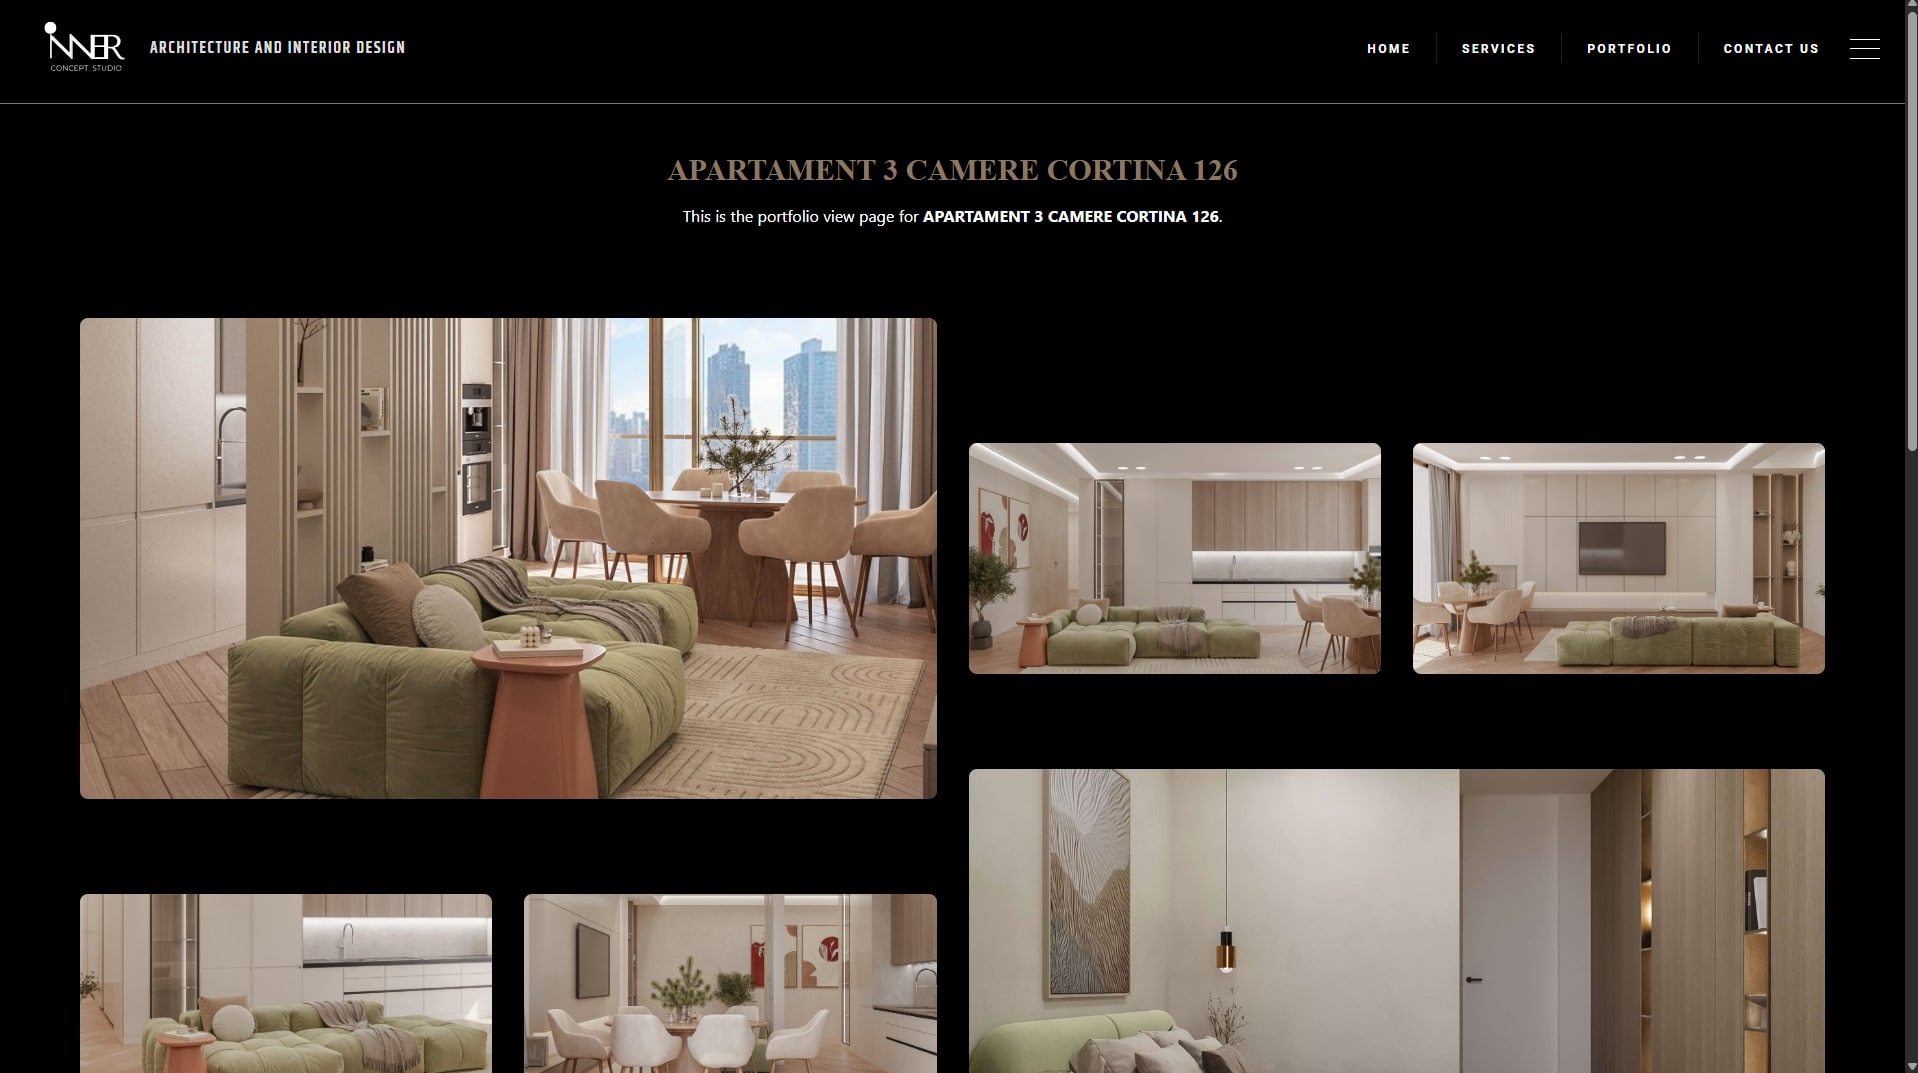 INNER
CONCEPT STUDIO
ARCHITECTURE AND INTERIOR DESIGN
HOME
SERVICES
PORTFOLIO
CONTACT US
APARTAMENT 3 CAMERE CORTINA 126
This is the portfolio view page for APARTAMENT 3 CAMERE CORTINA 126.